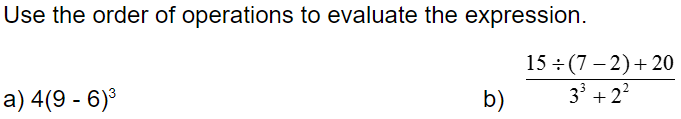 Use the order of operations to evaluate the expression.
a) 4(9 - 6)³
b) 15 ÷ (7 – 2) + 20
3³ + 2²